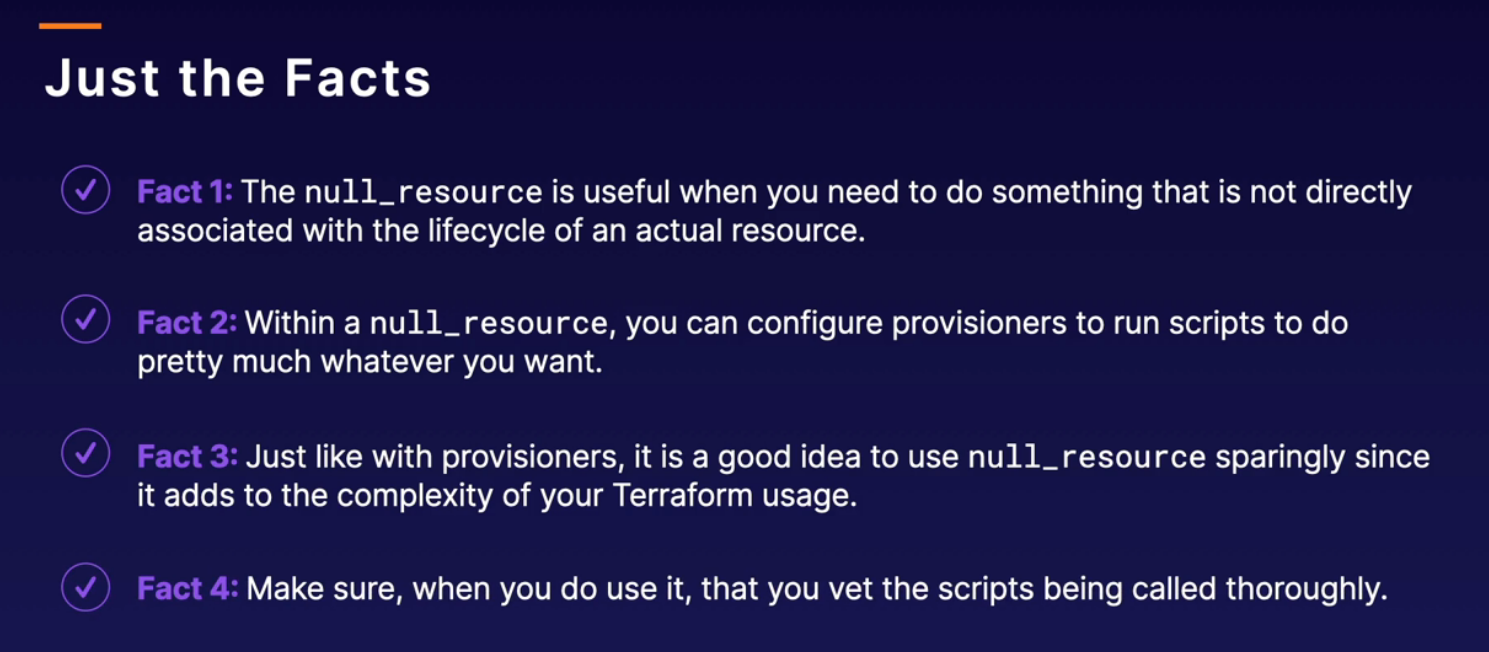 Just the Facts
Fact 1: The null_resource is useful when you need to do something that is not directly
associated with the lifecycle of an actual resource.
Fact 2: Within a null_resource, you can configure provisioners to run scripts to do
pretty much whatever you want.
Fact 3: Just like with provisioners, it is a good idea to use null_resource sparingly since
it adds to the complexity of your Terraform usage.
Fact 4: Make sure, when you do use it, that you vet the scripts being called thoroughly.